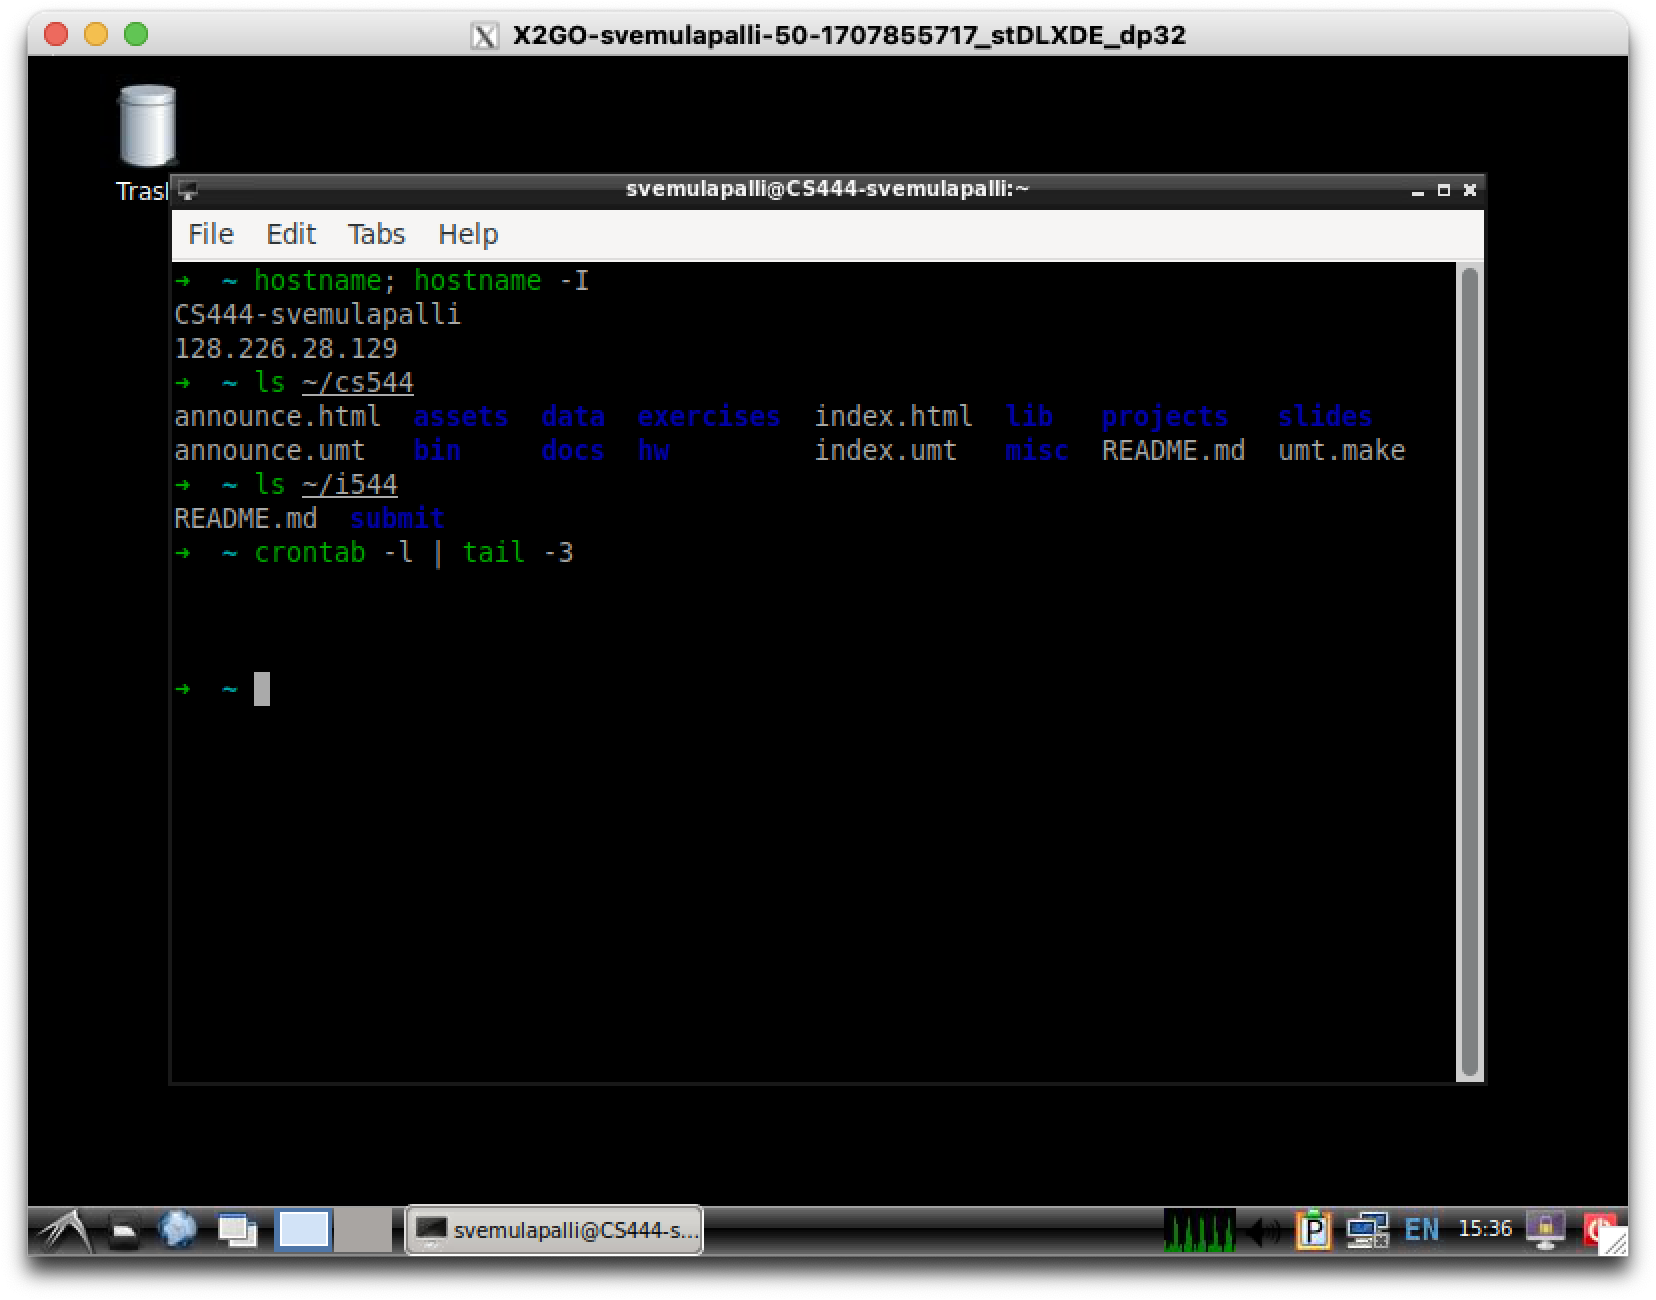 X2GO-svemulapalli-50-1707855717_stDLXDE_dp32
Trasl
svemulapalli@CS444-svemulapalli:~
File Edit Tabs Help
➜ ~ hostname; hostname -I
CS444-svemulapalli
128.226.28.129
➜ ~ ls ~/cs544
announce.html assets data exercises index.html lib projects slides
announce.umt bin docs hw index.umt misc README.md umt.make
➜ ~ ls ~/i544
README.md submit
➜ ~ crontab -l | tail -3
➜ ~
svemulapalli@CS444-s... P EN 15:36